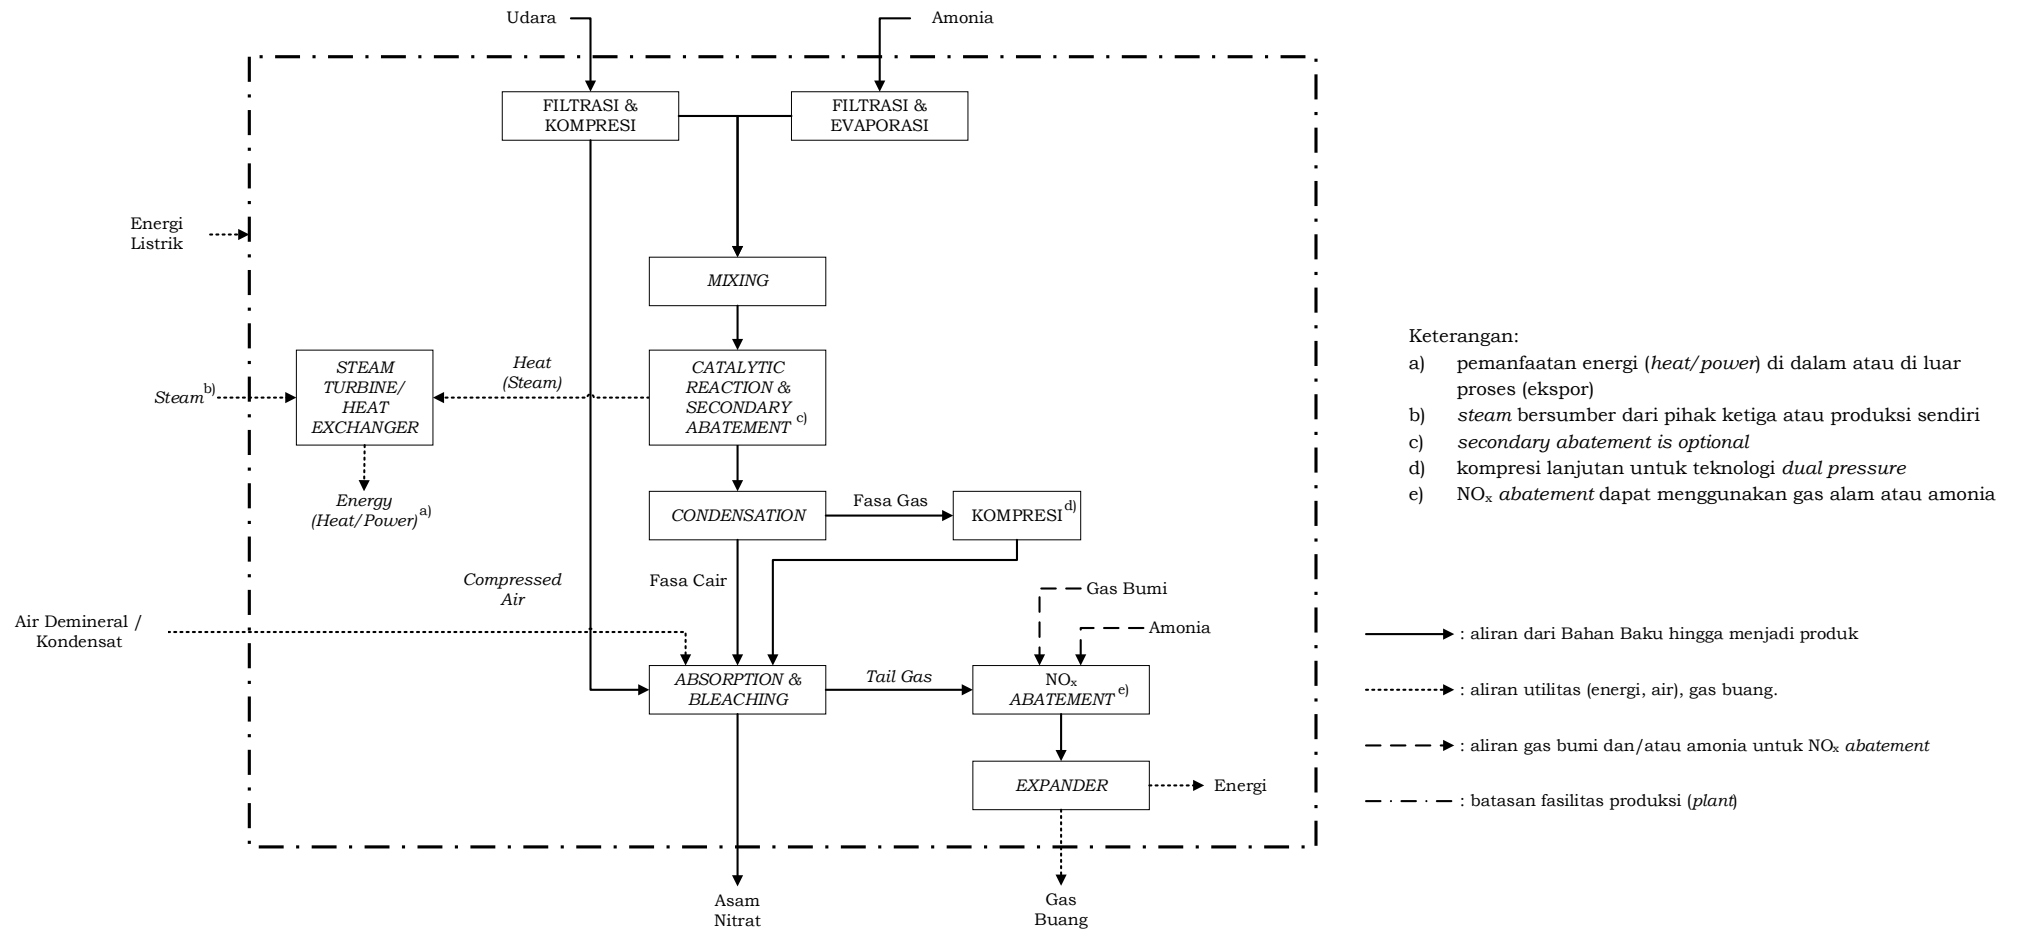 Udara
Amonia
FILTRASI &
KOMPRESI
FILTRASI &
EVAPORASI
Energi
Listrik
MIXING
STEAM
TURBINE/
HEAT
EXCHANGER
Heat
(Steam)
CATALYTIC
REACTION &
SECONDARY
ABATEMENT c)
Steam b)
Energy
(Heat/Power) a)
CONDENSATION
Fasa Gas
KOMPRESI d)
Compressed
Air
Fasa Cair
Gas Bumi
Amonia
Air Demineral /
Kondensat
ABSORPTION &
BLEACHING
Tail Gas
NOx
ABATEMENT e)
EXPANDER
Energi
Asam
Nitrat
Gas
Buang
Keterangan:
a) pemanfaatan energi (heat/power) di dalam atau di luar
proses (ekspor)
b) steam bersumber dari pihak ketiga atau produksi sendiri
c) secondary abatement is optional
d) kompresi lanjutan untuk teknologi dual pressure
e) NOx abatement dapat menggunakan gas alam atau amonia
: aliran dari Bahan Baku hingga menjadi produk
: aliran utilitas (energi, air), gas buang.
: aliran gas bumi dan/atau amonia untuk NOx abatement
: batasan fasilitas produksi (plant)